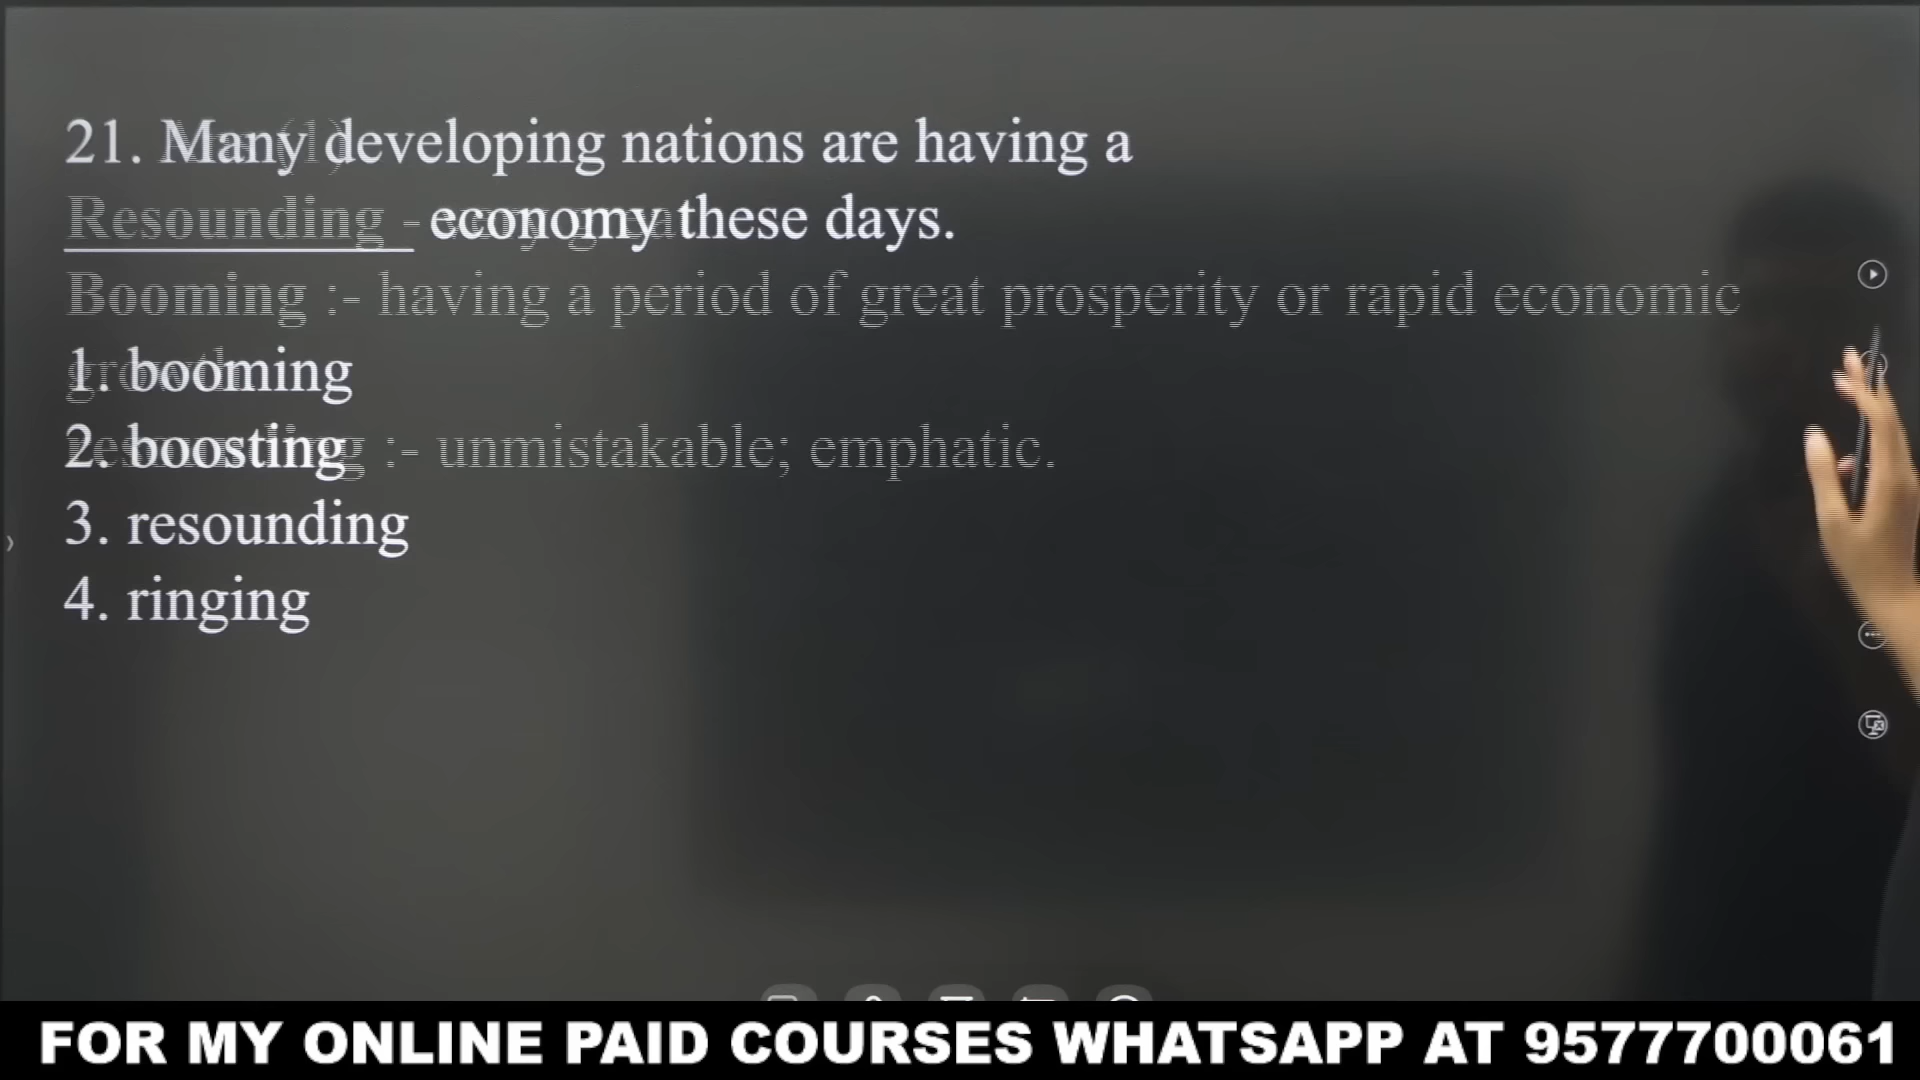 21. Many developing nations are having a
Resounding - economy these days.
Booming :- having a period of great prosperity or rapid economic
1. booming
2. boosting :- unmistakable; emphatic.
3. resounding
4. ringing
FOR MY ONLINE PAID COURSES WHATSAPP AT 9577700061